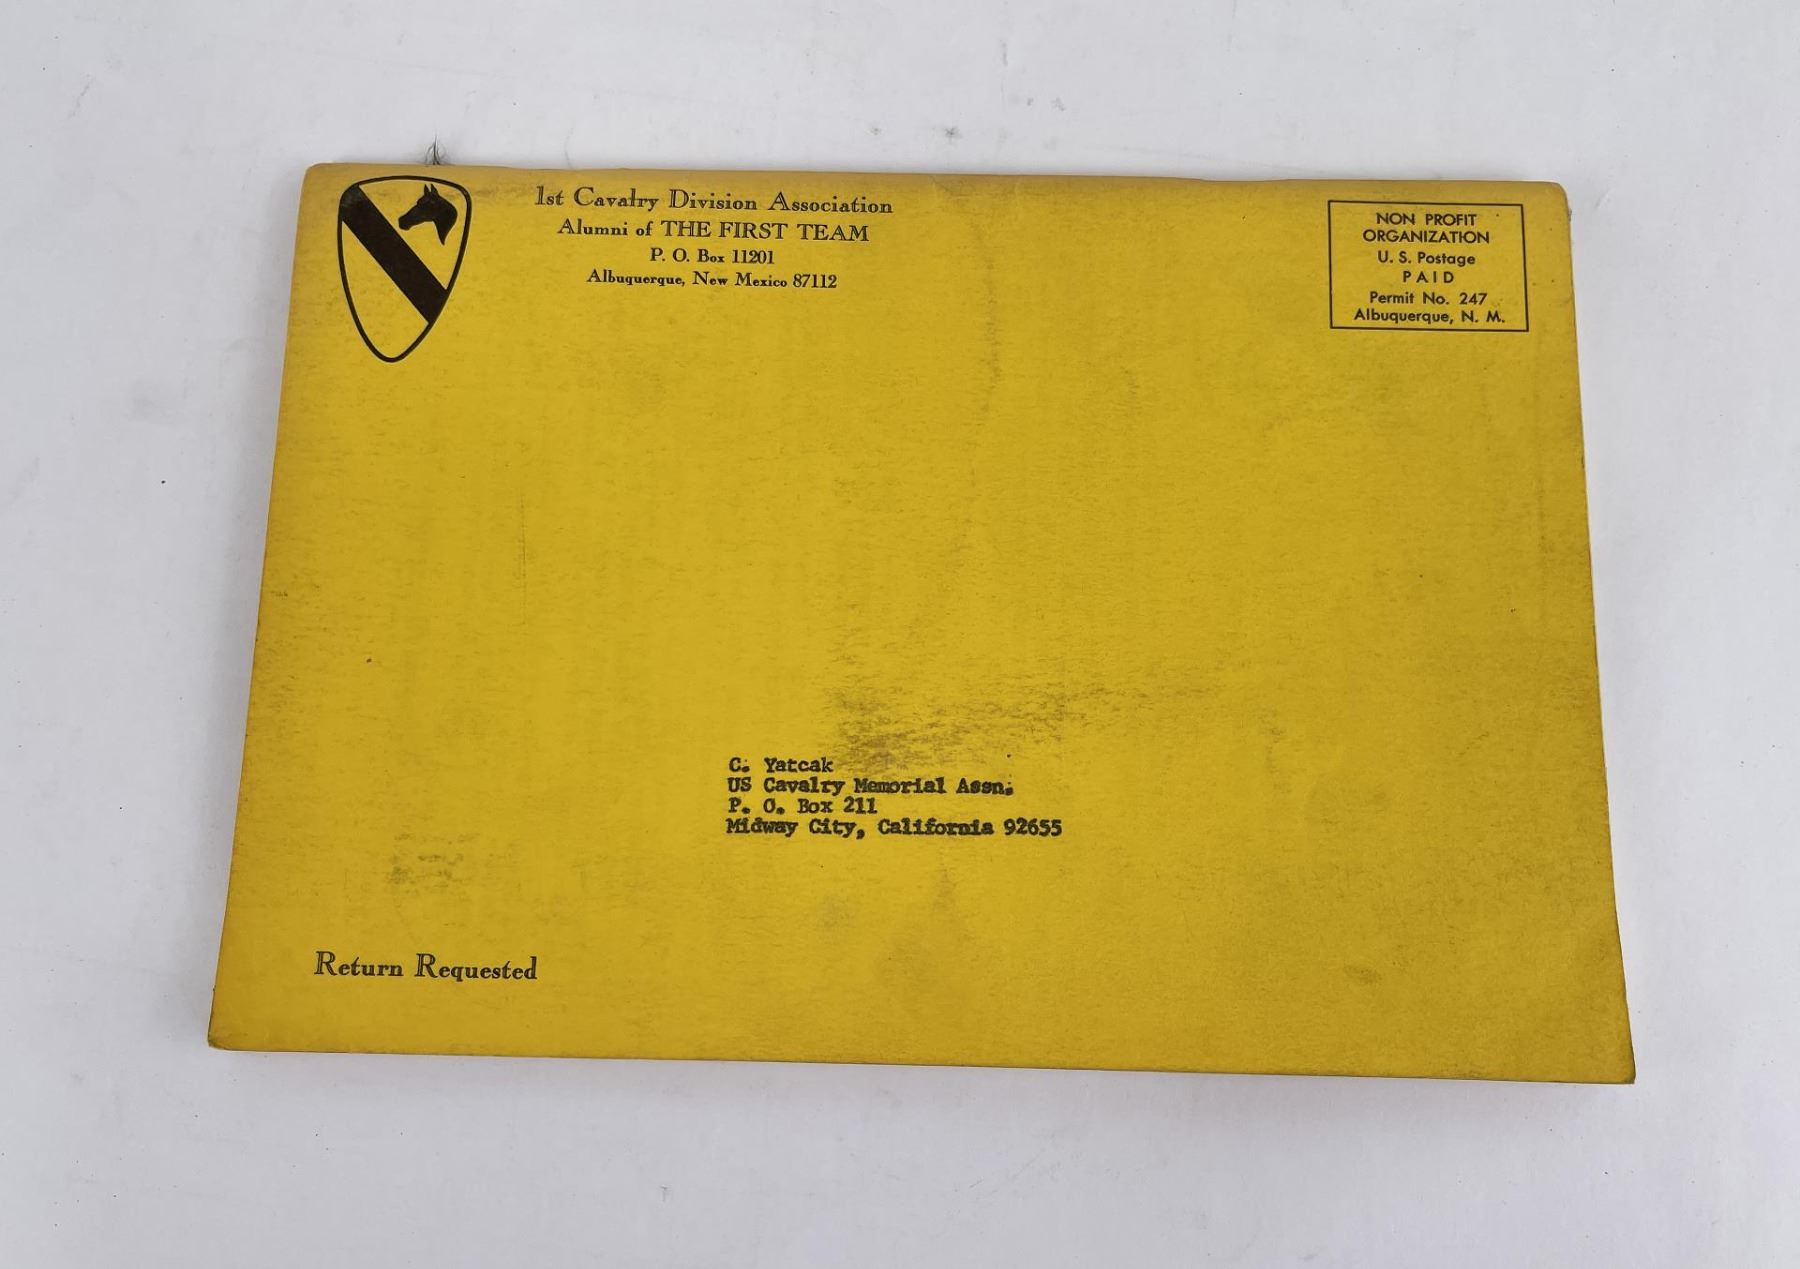 1st Cavalry Division Association
Alumni of THE FIRST TEAM
P. O. Box 11201
Albuquerque, New Mexico 87112
NON PROFIT
ORGANIZATION
U. S. Postage
PAID
Permit No. 247
Albuquerque, N. M.
C. Yatcak
US Cavalry Memorial Assn.
P. O. Box 211
Midway City, California 92655
Return Requested